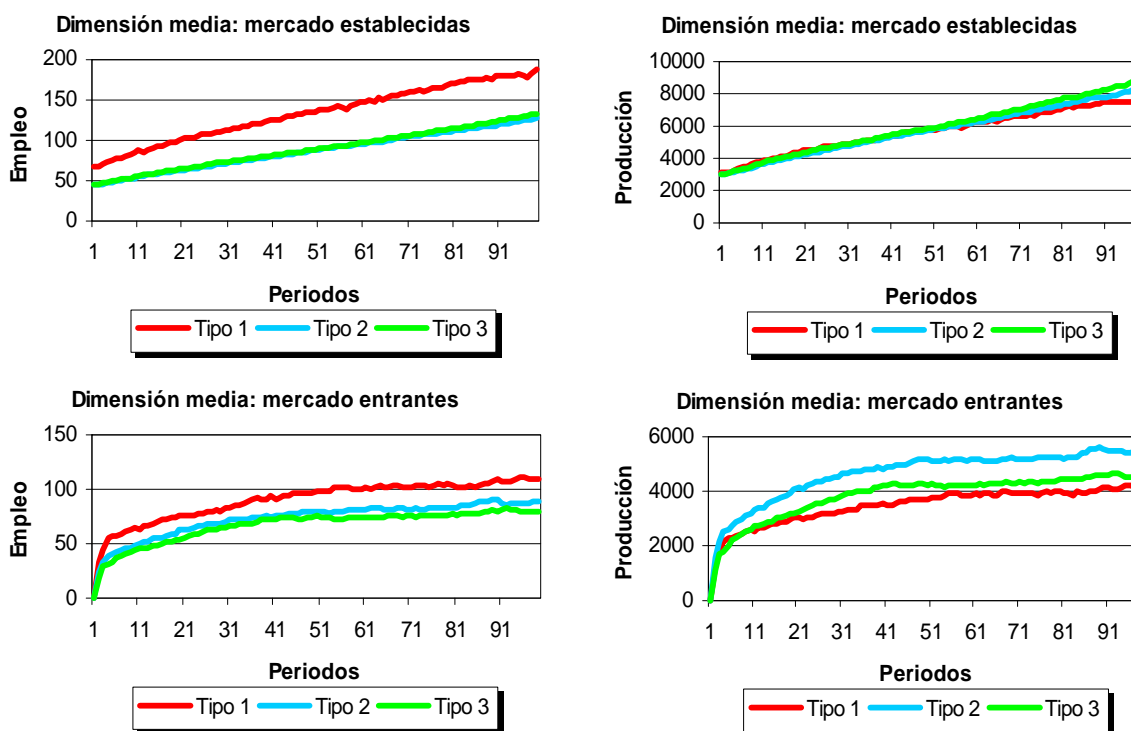 Dimensión media: mercado establecidas
200
150
100
50
0
Empleo
1 11 21 31 41 51 61 71 81 91
Periodos
Tipo 1 Tipo 2 Tipo 3
Dimensión media: mercado establecidas
10000
8000
6000
4000
2000
0
Producción
1 11 21 31 41 51 61 71 81 91
Periodos
Tipo 1 Tipo 2 Tipo 3
Dimensión media: mercado entrantes
150
100
50
0
Empleo
1 11 21 31 41 51 61 71 81 91
Periodos
Tipo 1 Tipo 2 Tipo 3
Dimensión media: mercado entrantes
6000
4000
2000
0
Producción
1 11 21 31 41 51 61 71 81 91
Periodos
Tipo 1 Tipo 2 Tipo 3